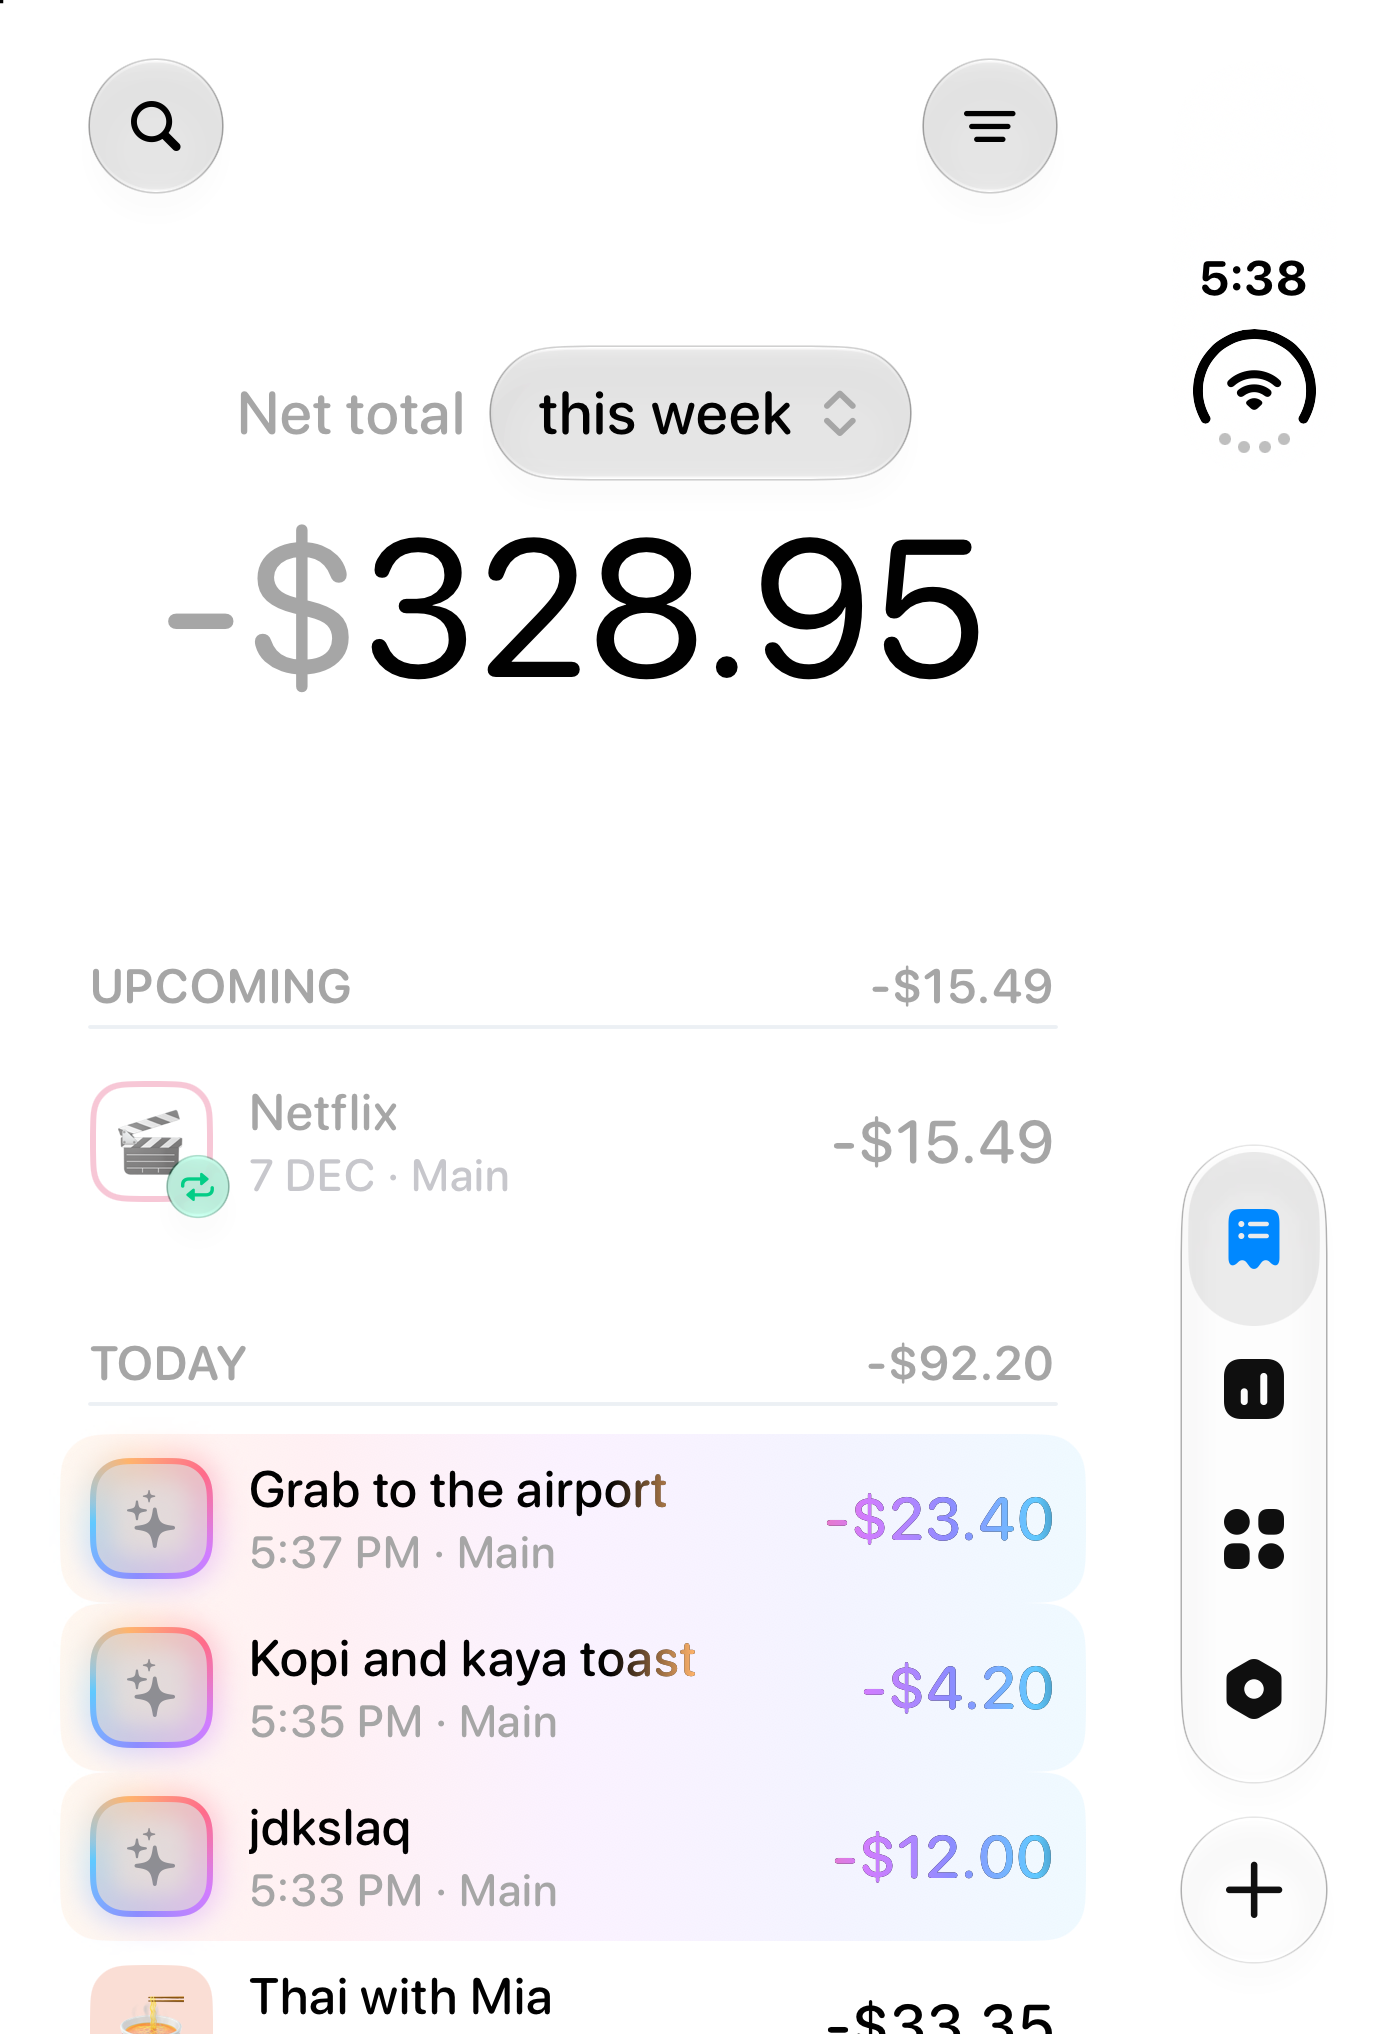 5:38
Net total this week
-$328.95
UPCOMING -$15.49
Netflix -$15.49
7 DEC · Main
TODAY -$92.20
Grab to the airport -$23.40
5:37 PM · Main
Kopi and kaya toast -$4.20
5:35 PM · Main
jdkslaq -$12.00
5:33 PM · Main
Thai with Mia -$33.35